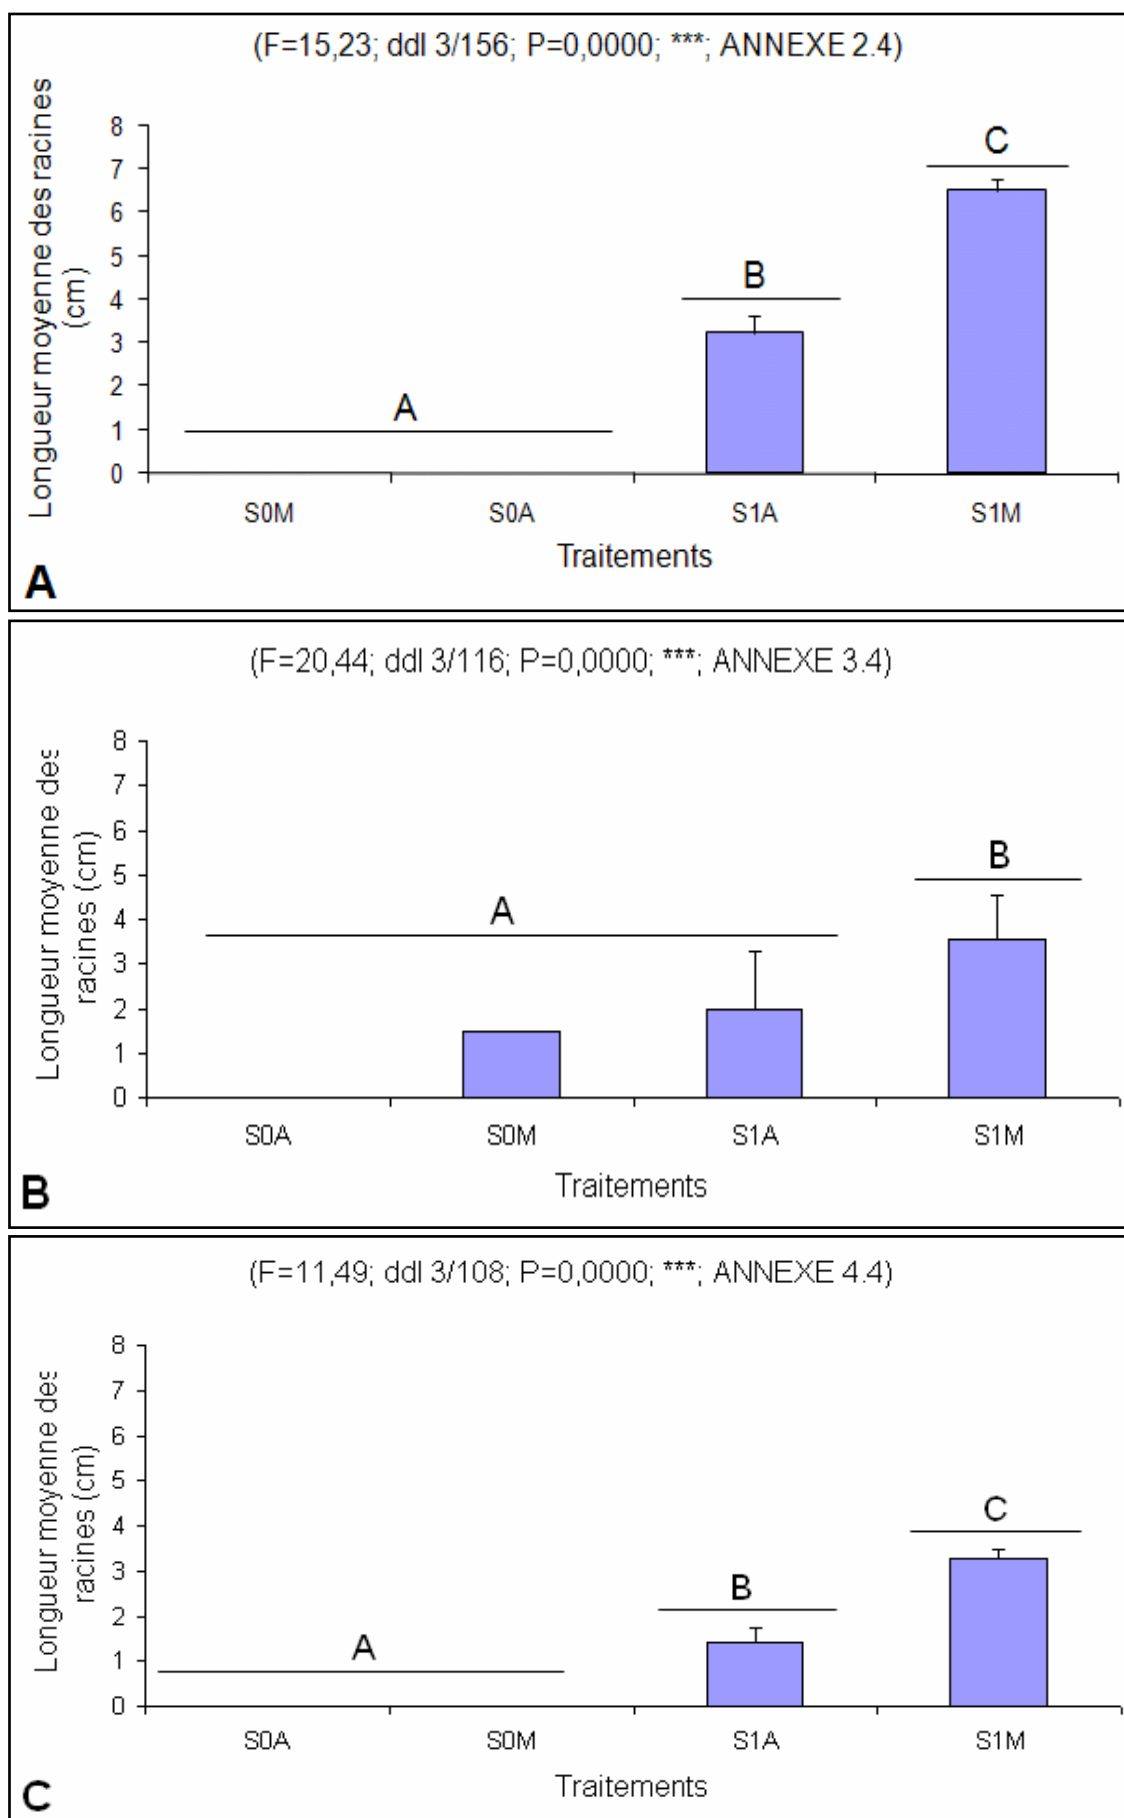 (F=15,23; ddl 3/156; P=0,0000; ***; ANNEXE 2.4)
Longueur moyenne des racines
(cm)
8
7
6
5
4
3
2
1
0
A
B
C
S0M S0A S1A S1M
Traitements
A
(F=20,44; ddl 3/116; P=0,0000; ***; ANNEXE 3.4)
Longueur moyenne des
racines (cm)
8
7
6
5
4
3
2
1
0
A
B
S0A S0M S1A S1M
Traitements
B
(F=11,49; ddl 3/108; P=0,0000; ***; ANNEXE 4.4)
Longueur moyenne des
racines (cm)
8
7
6
5
4
3
2
1
0
A
B
C
S0A S0M S1A S1M
Traitements
C